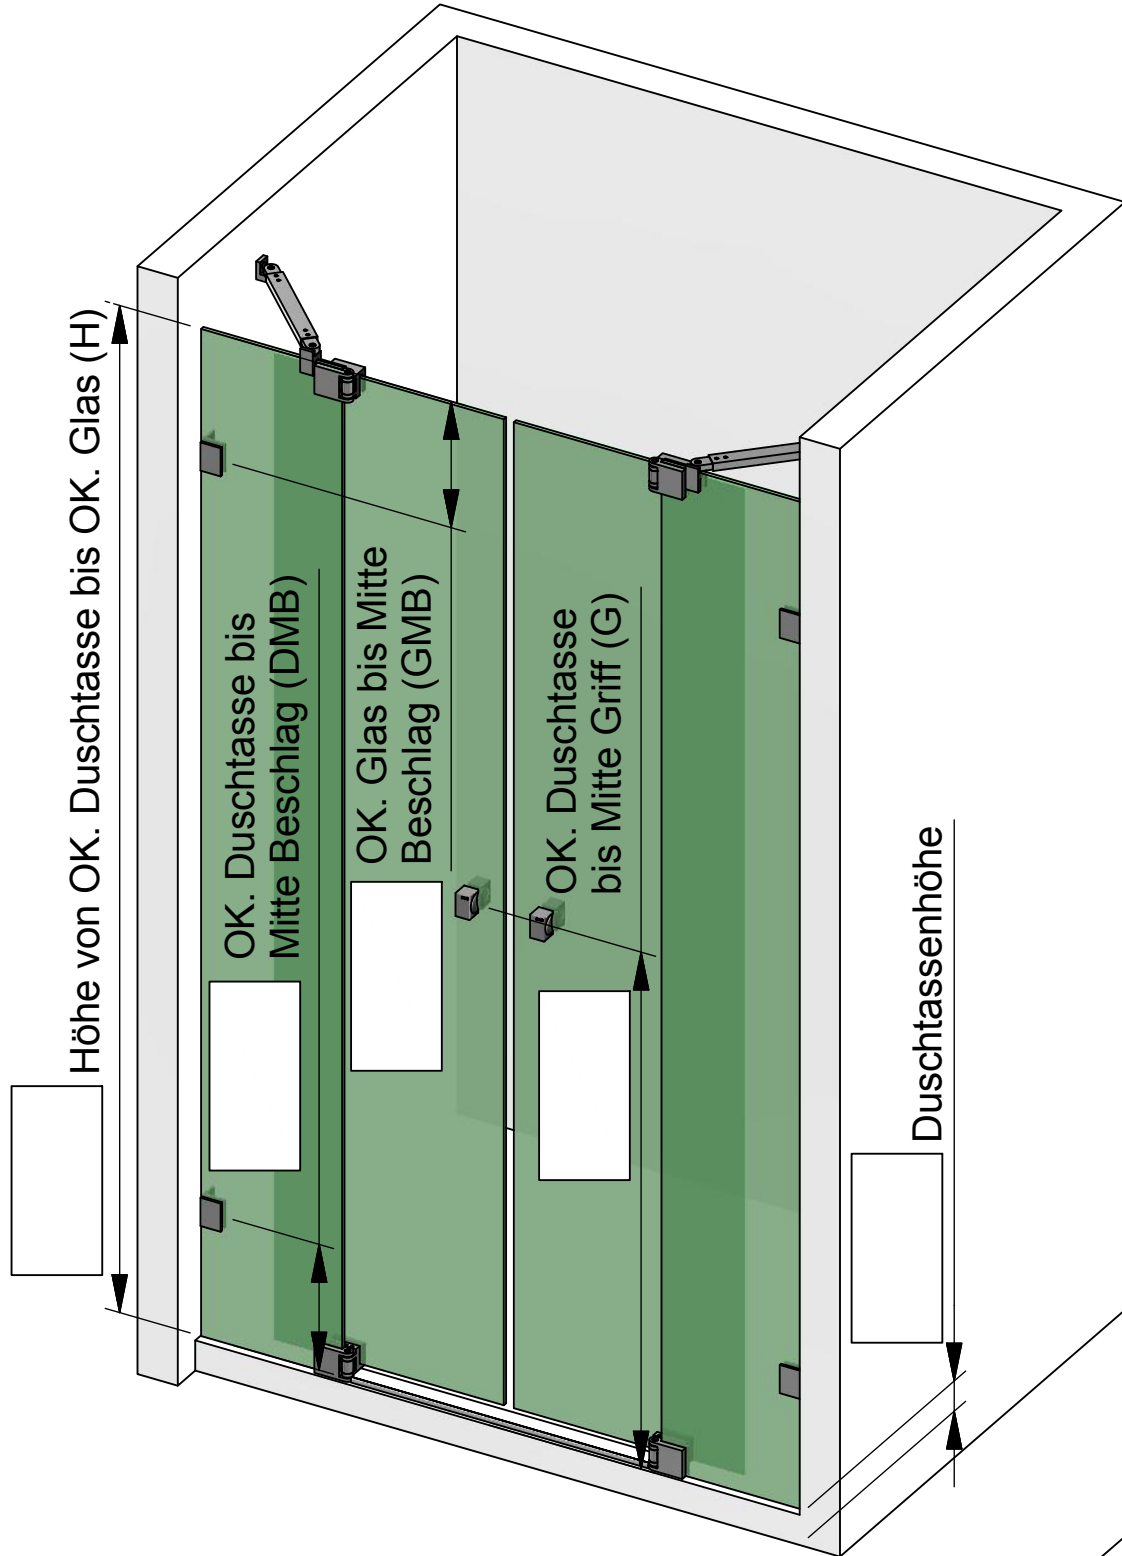 Höhe von OK. Duschtasse bis OK. Glas (H)
OK. Duschtasse bis
Mitte Beschlag (DMB)
OK. Glas bis Mitte
Beschlag (GMB)
OK. Duschtasse
bis Mitte Griff (G)
Duschtassenhöhe